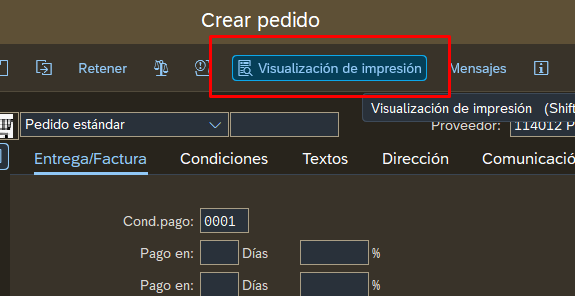 Crear pedido
Retener Visualización de impresión Mensajes
Visualización de impresión (Shift
Pedido estándar Proveedor: 114012 P
Entrega/Factura Condiciones Textos Dirección Comunicació
Cond.pago: 0001
Pago en: Días %
Pago en: Días %